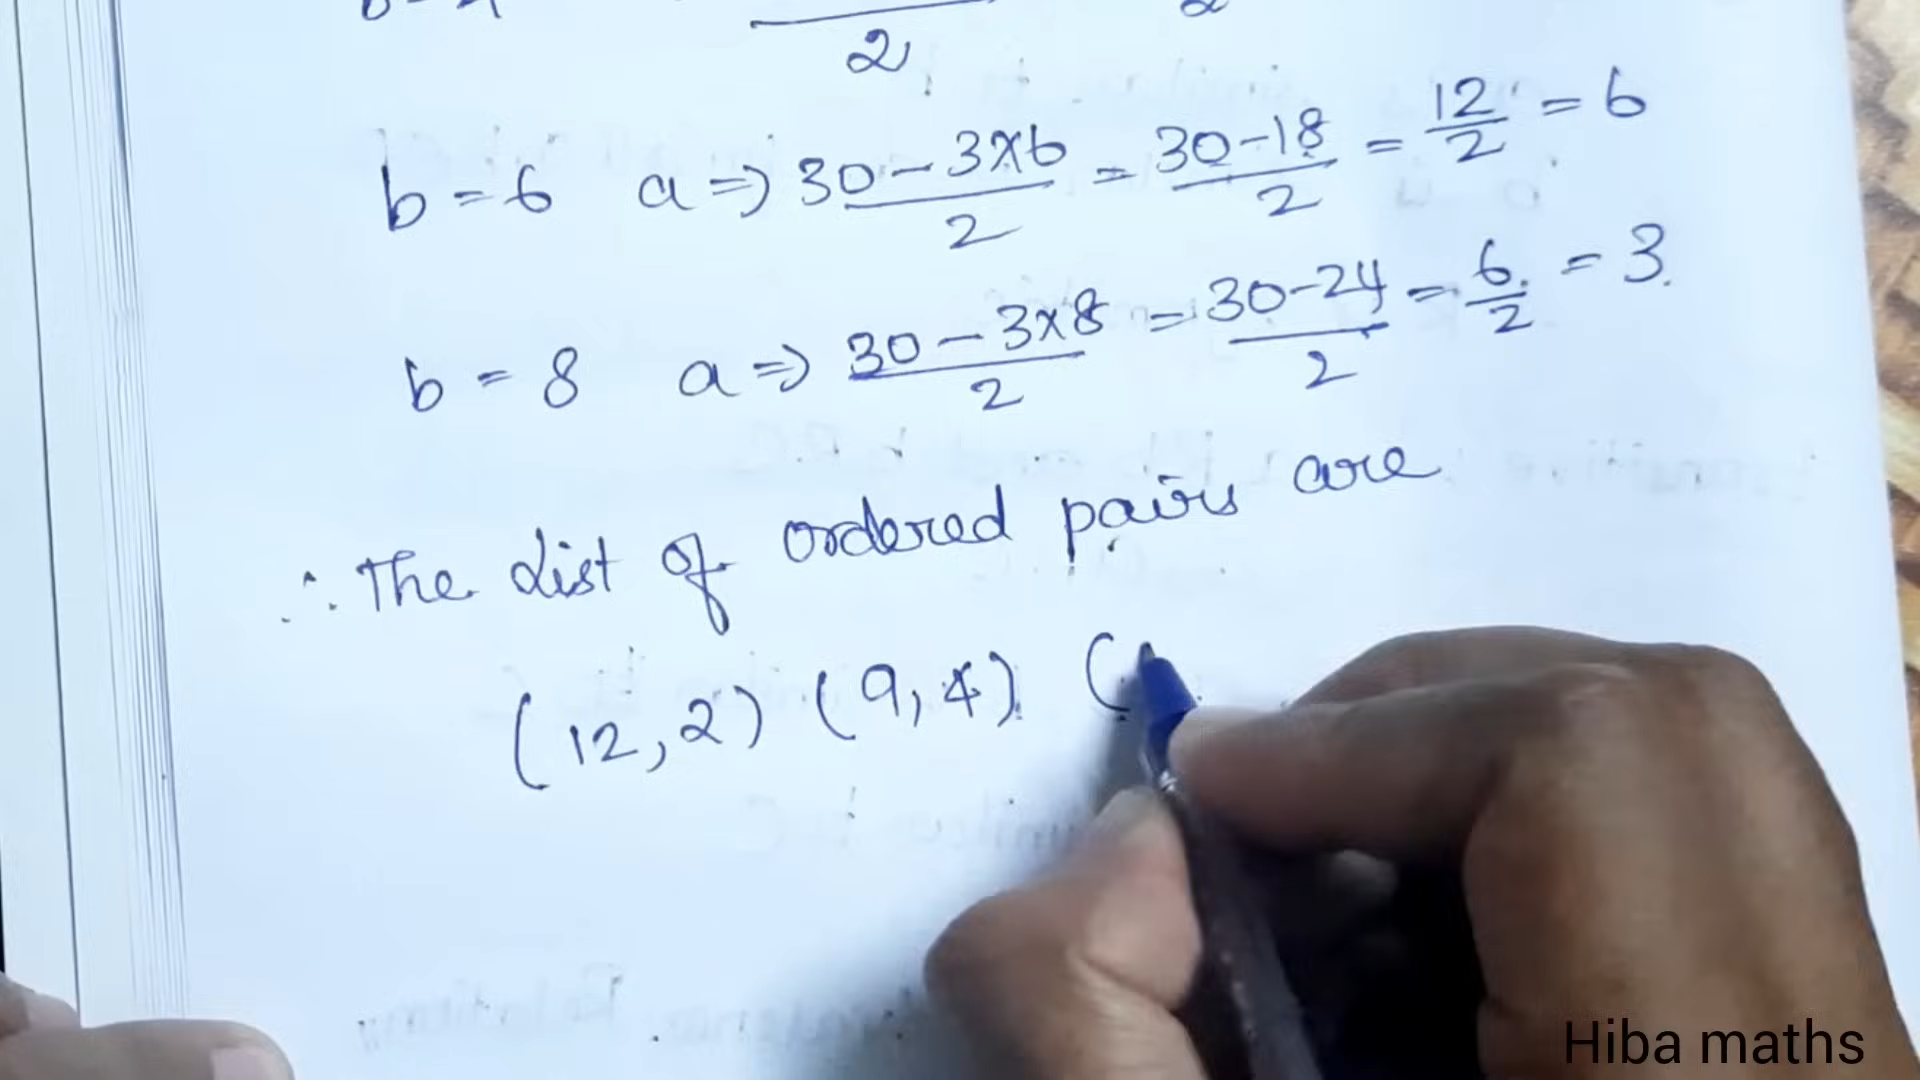 2
b = 6 a => 30 - 3×6 / 2 = 30-18 / 2 = 12 / 2 = 6
b = 8 a => 30 - 3×8 / 2 = 30-24 / 2 = 6 / 2 = 3.
∴ The List of ordered pairs are
(12, 2) (9, 4) (
Hiba maths